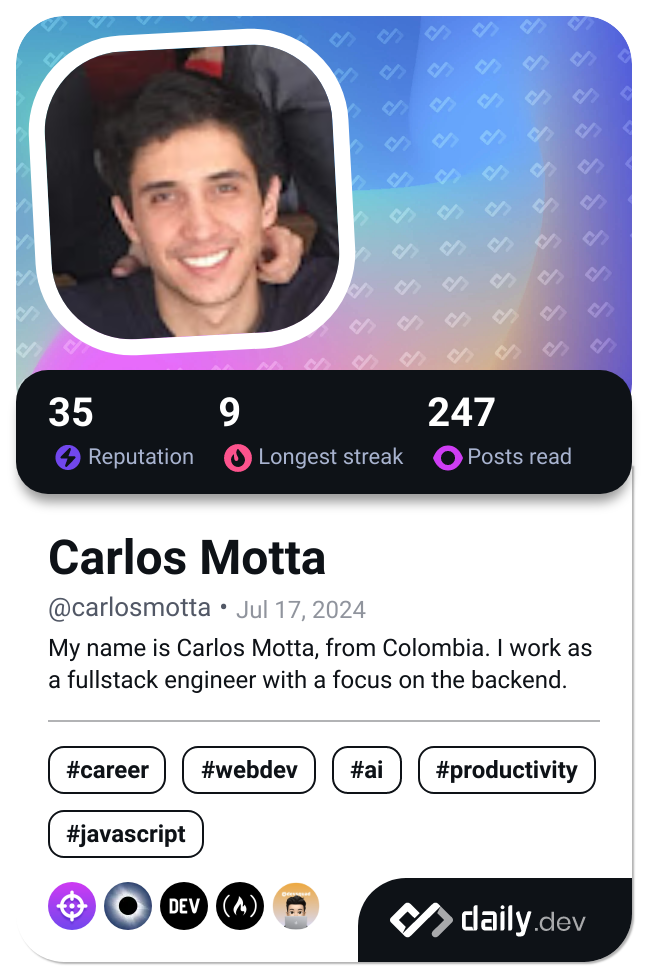 35 9 247
Reputation Longest streak Posts read
Carlos Motta
@carlosmotta • Jul 17, 2024
My name is Carlos Motta, from Colombia. I work as
a fullstack engineer with a focus on the backend.
#career #webdev #ai #productivity
#javascript
DEV
daily.dev